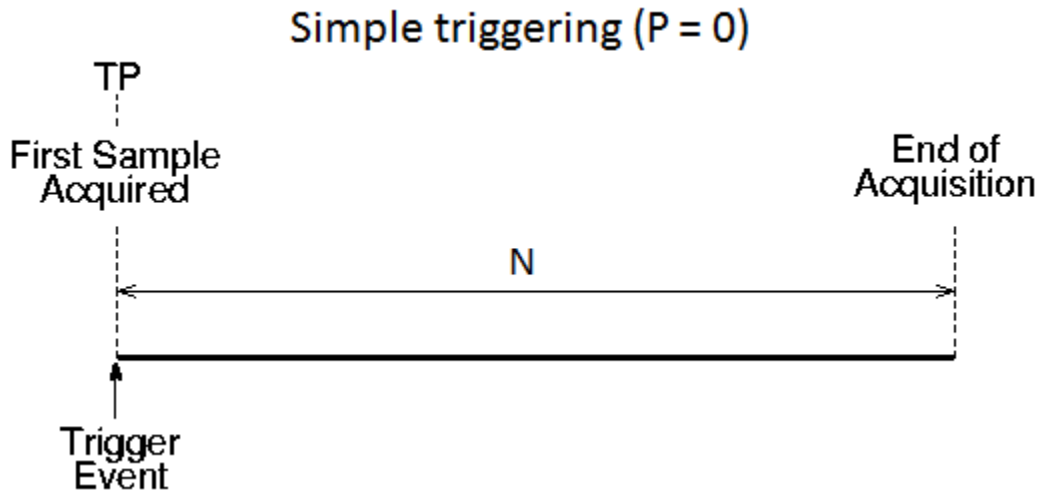 Simple triggering (P = 0)
TP
First Sample
Acquired
End of
Acquisition
N
Trigger
Event